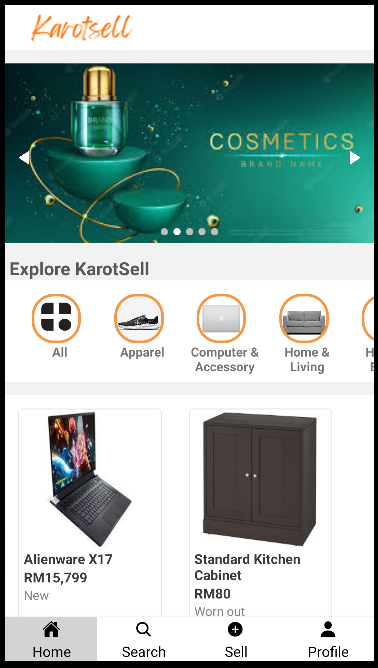 Karotsell
BRAND
COSMETICS
BRAND NAME
Explore KarotSell
All
Apparel
Computer &
Accessory
Home &
Living
Alienware X17
RM15,799
New
Standard Kitchen
Cabinet
RM80
Worn out
Home
Search
Sell
Profile